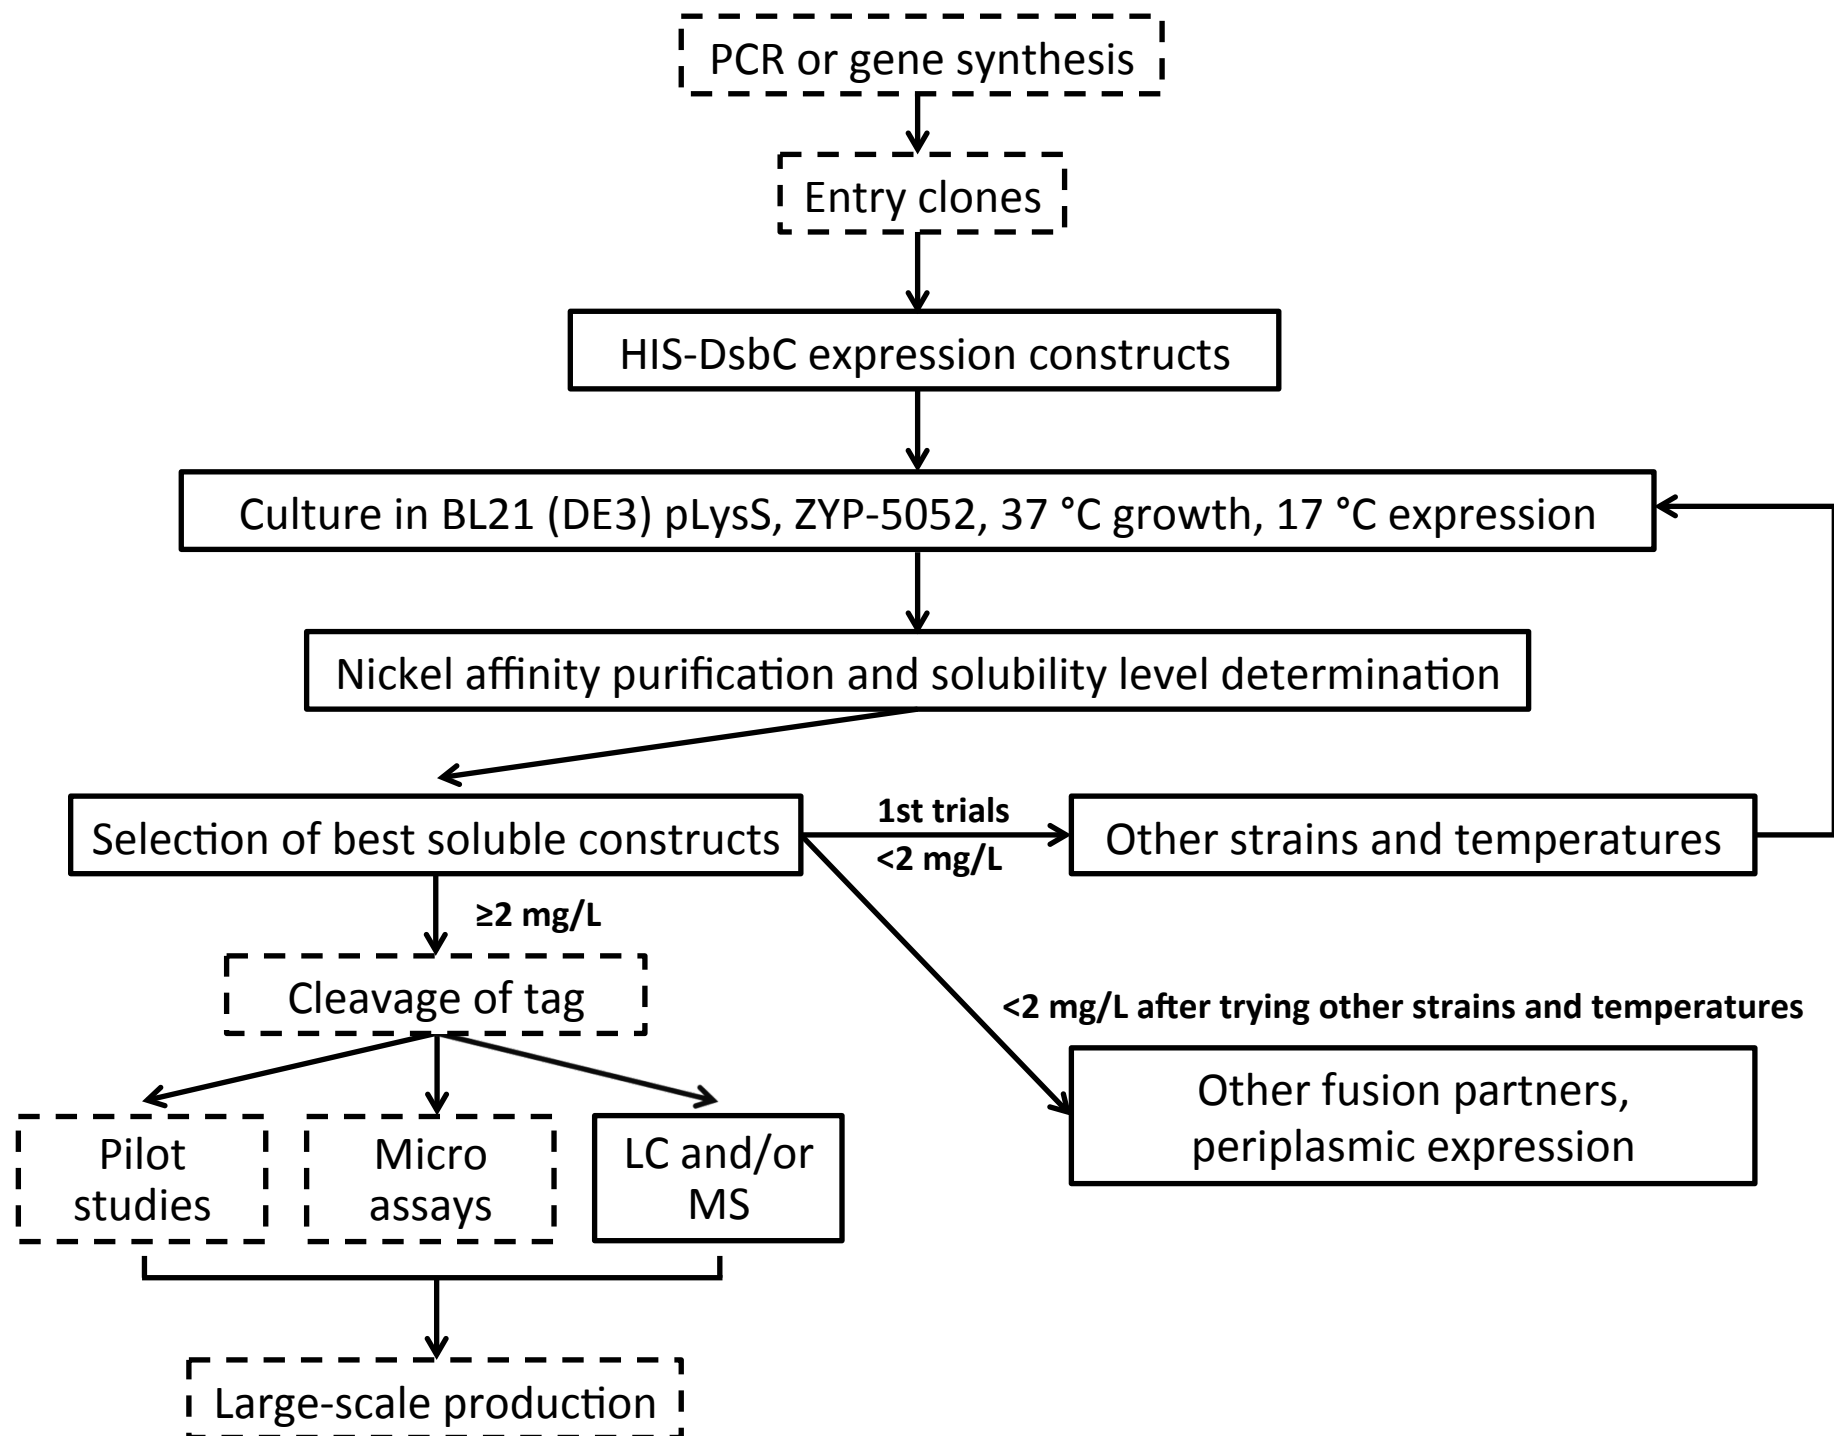 PCR or gene synthesis
Entry clones
HIS-DsbC expression constructs
Culture in BL21 (DE3) pLysS, ZYP-5052, 37 °C growth, 17 °C expression
Nickel affinity purification and solubility level determination
Selection of best soluble constructs
1st trials
<2 mg/L
Other strains and temperatures
≥2 mg/L
Cleavage of tag
<2 mg/L after trying other strains and temperatures
Other fusion partners,
periplasmic expression
Pilot
studies
Micro
assays
LC and/or
MS
Large-scale production